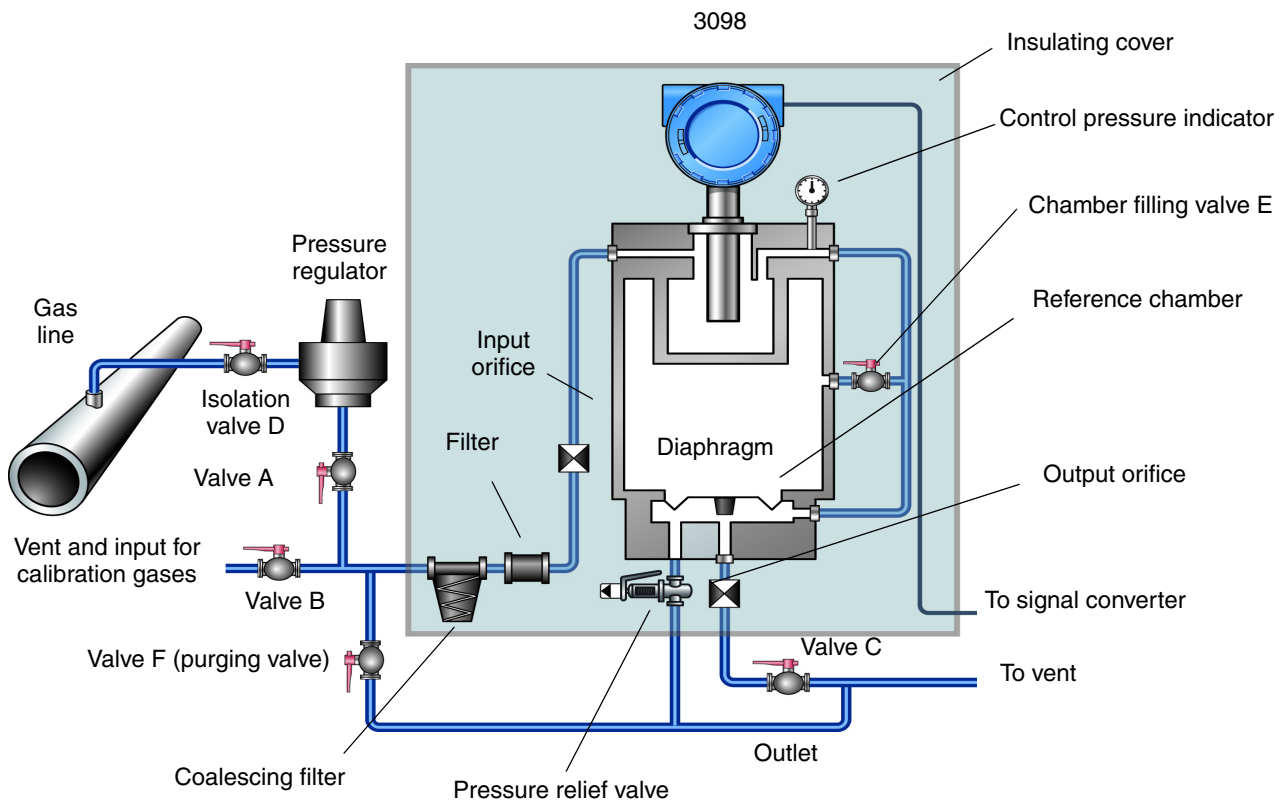 3098
Insulating cover
Control pressure indicator
Chamber filling valve E
Pressure
regulator
Gas
line
Reference chamber
Input
orifice
Isolation
valve D
Filter
Diaphragm
Valve A
Output orifice
Vent and input for
calibration gases
Valve B
To signal converter
Valve C
Valve F (purging valve)
To vent
Outlet
Coalescing filter
Pressure relief valve